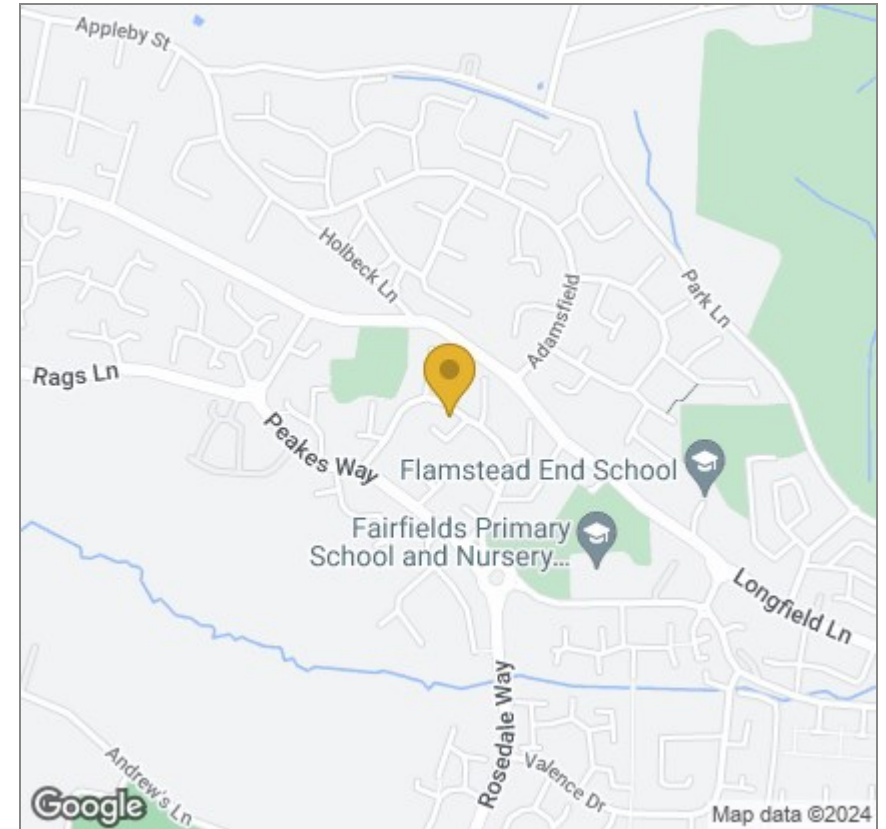 Appleby St
Holbeck Ln
Park Ln
Adamsfield
Rags Ln
Peakes Way
Flamstead End School
Fairfields Primary
School and Nursery...
Longfield Ln
Rosedale Way
Valence Dr
Andrew's Ln
Google
Map data ©2024